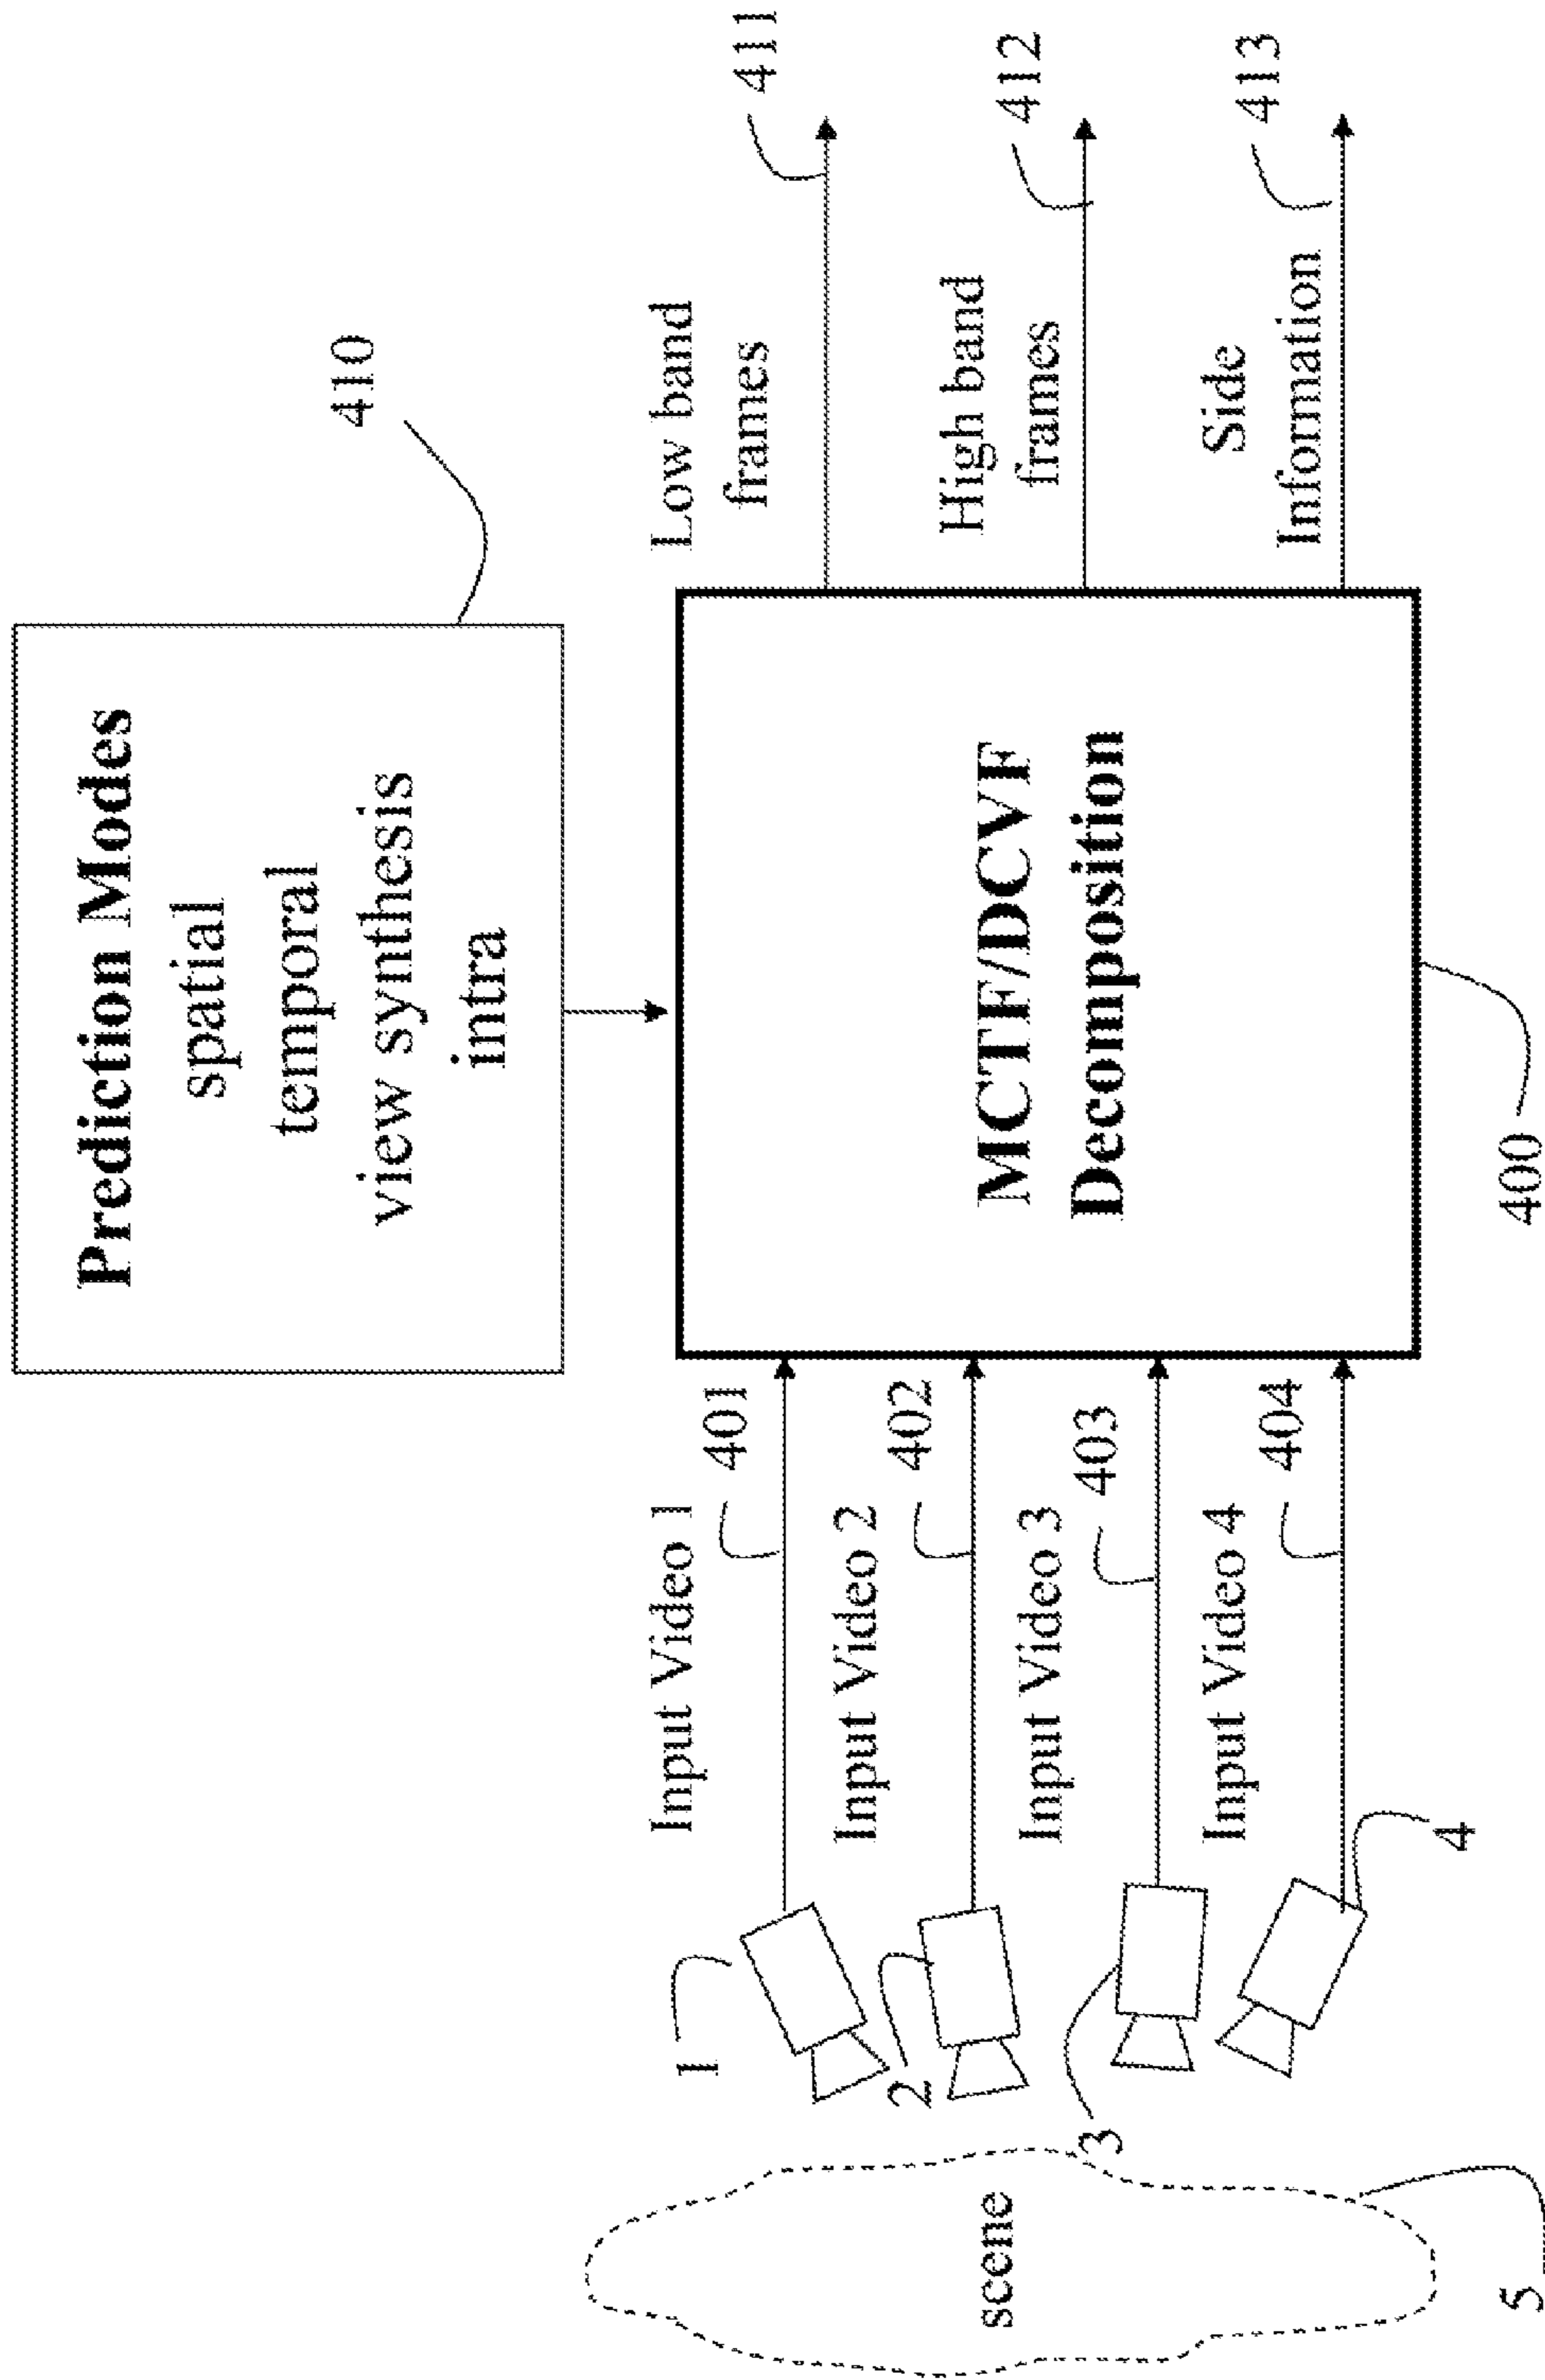 Prediction Modes
spatial
temporal
view synthesis
intra
410
Input Video 1
401
Input Video 2
402
Input Video 3
403
Input Video 4
404
1
2
3
4
scene
5
MCTF/DCVF
Decomposition
400
Low band
frames
411
High band
frames
412
Side
Information
413